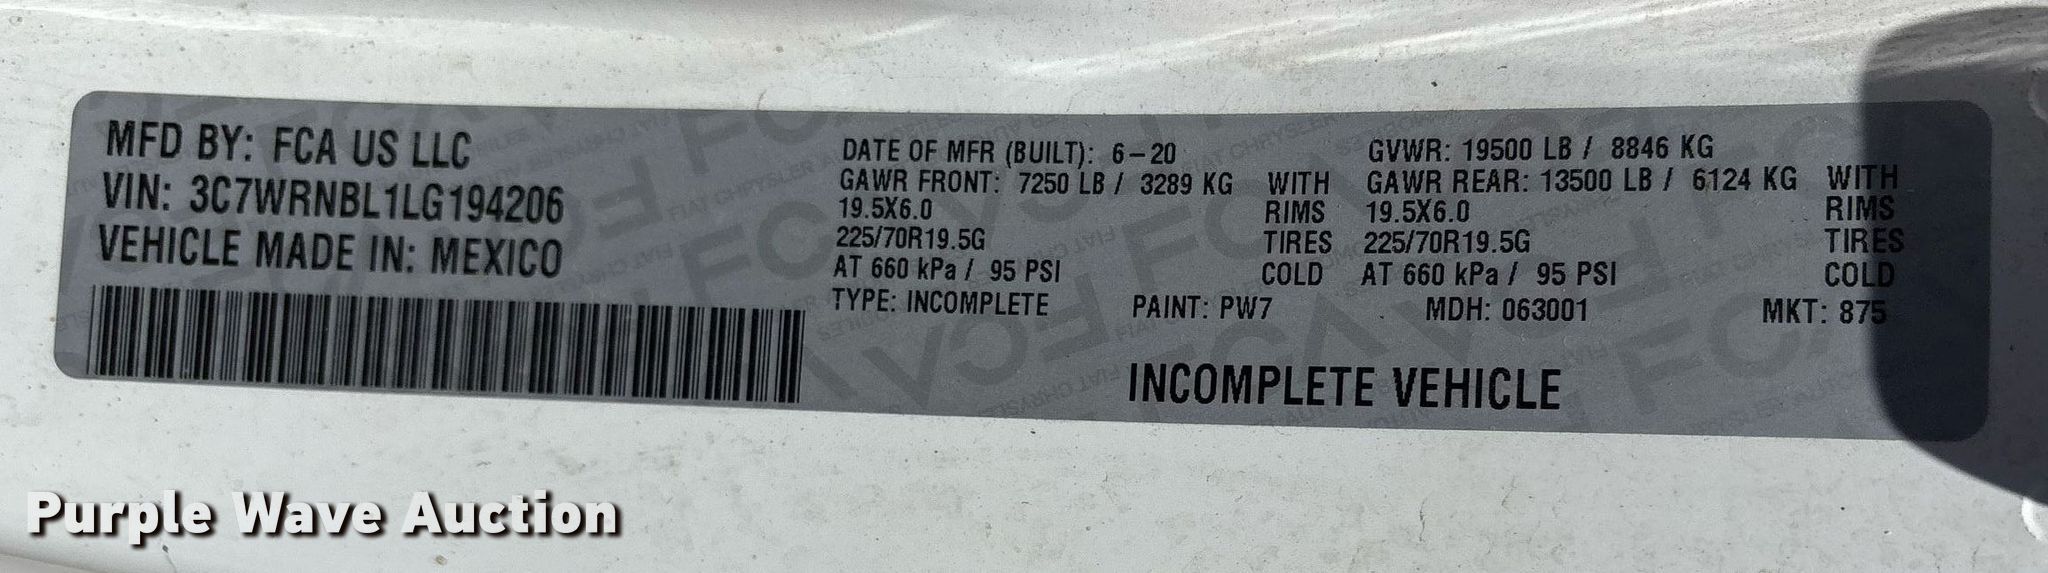 MFD BY: FCA US LLC
VIN: 3C7WRNBL1LG194206
VEHICLE MADE IN: MEXICO
DATE OF MFR (BUILT): 6-20
GAWR FRONT: 7250 LB / 3289 KG WITH
19.5X6.0 RIMS
225/70R19.5G TIRES
AT 660 kPa / 95 PSI COLD
GVWR: 19500 LB / 8846 KG
GAWR REAR: 13500 LB / 6124 KG WITH
19.5X6.0 RIMS
225/70R19.5G TIRES
AT 660 kPa / 95 PSI COLD
TYPE: INCOMPLETE PAINT: PW7 MDH: 063001 MKT: 875
INCOMPLETE VEHICLE
Purple Wave Auction